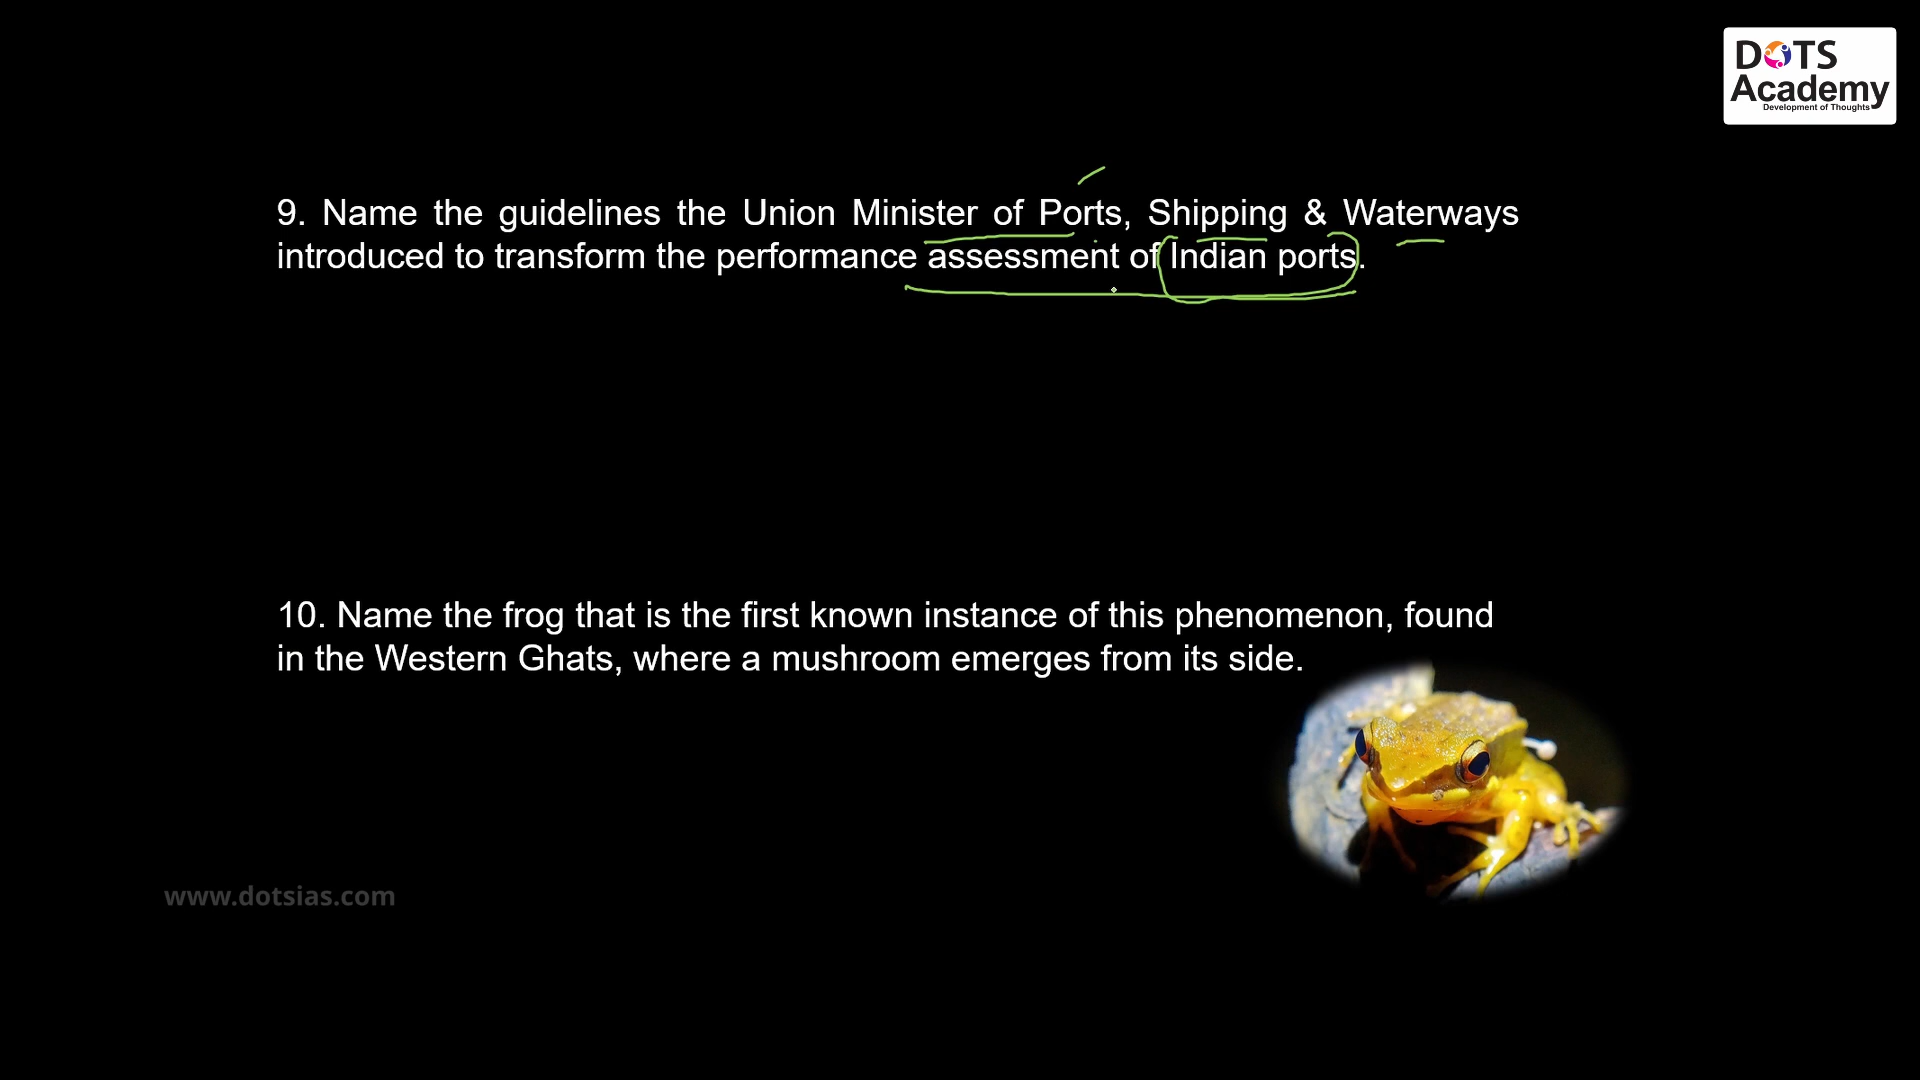 DOTS
Academy
Development of Thoughts
9. Name the guidelines the Union Minister of Ports, Shipping & Waterways
introduced to transform the performance assessment of Indian ports.
10. Name the frog that is the first known instance of this phenomenon, found
in the Western Ghats, where a mushroom emerges from its side.
www.dotsias.com